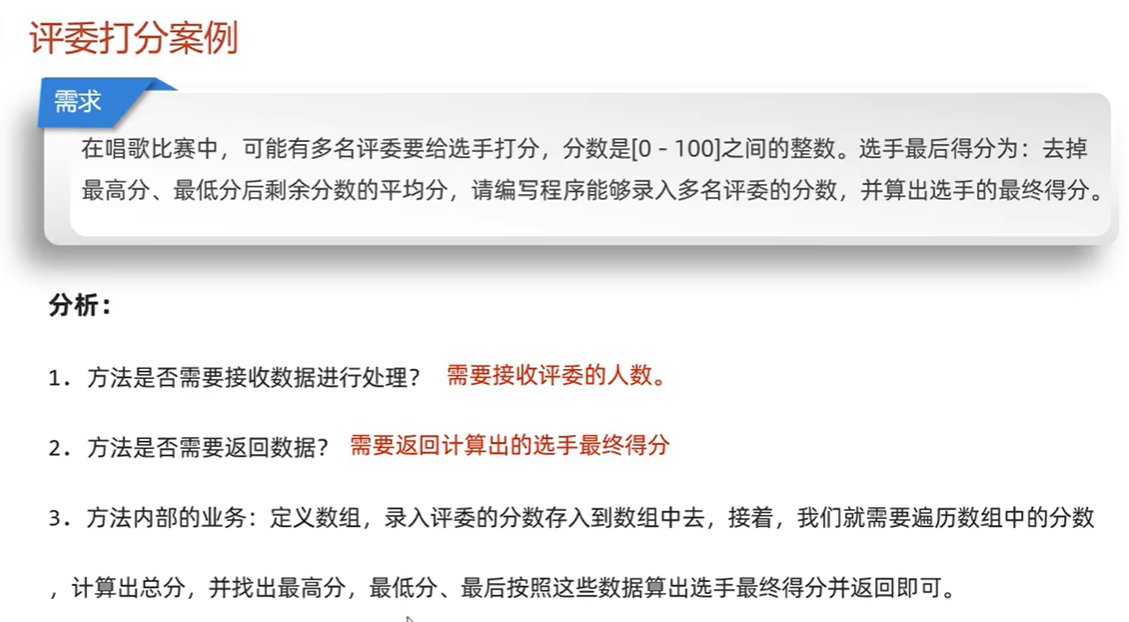 评委打分案例
需求
在唱歌比赛中，可能有多名评委要给选手打分，分数是[0 - 100]之间的整数。选手最后得分为：去掉
最高分、最低分后剩余分数的平均分，请编写程序能够录入多名评委的分数，并算出选手的最终得分。
分析：
1．方法是否需要接收数据进行处理？ 需要接收评委的人数。
2．方法是否需要返回数据？ 需要返回计算出的选手最终得分
3．方法内部的业务：定义数组，录入评委的分数存入到数组中去，接着，我们就需要遍历数组中的分数
，计算出总分，并找出最高分，最低分、最后按照这些数据算出选手最终得分并返回即可。